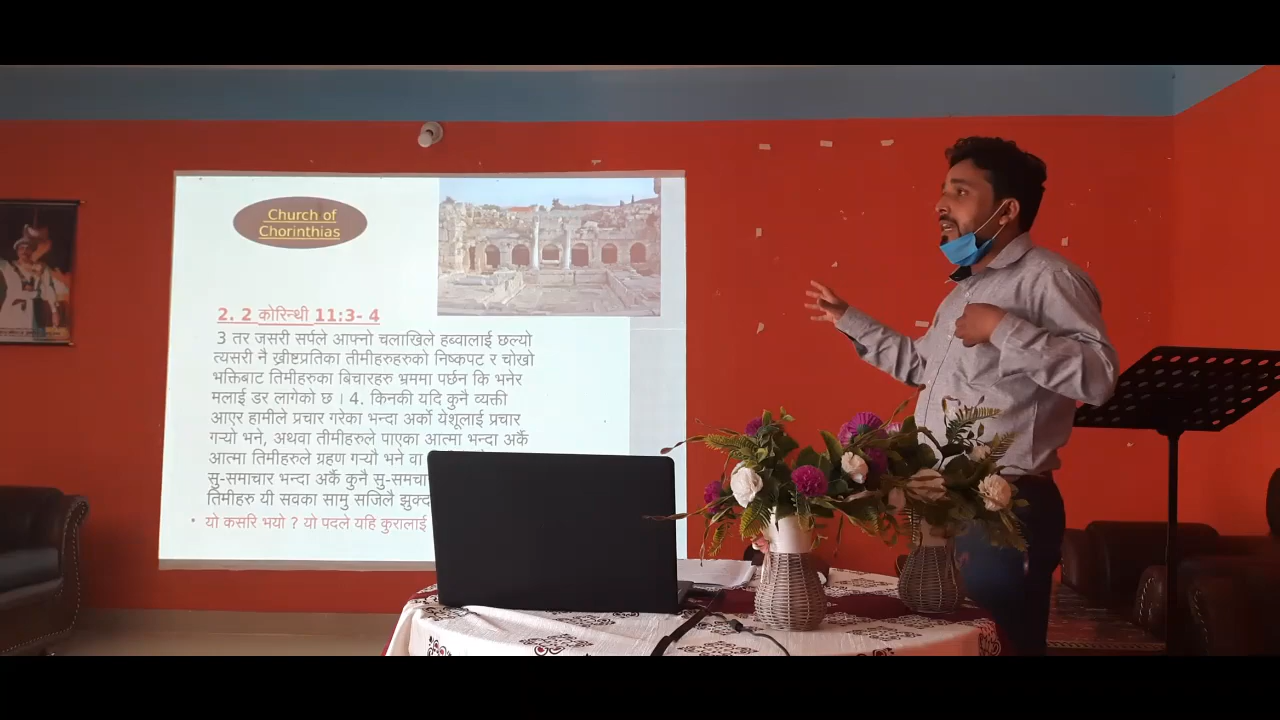 Church of
Chorinthias
2. 2 कोरिन्थी 11:3- 4
3 तर जसरी सर्पले आफ्नो चलाखिले हब्वालाई छल्यो
त्यसरी नै ख्रीष्टप्रतिका तीमीहरुहरुको निष्कपट र चोखो
भक्तिबाट तिमीहरुका बिचारहरु भ्रममा पर्छन कि भनेर
मलाई डर लागेको छ । 4. किनकी यदि कुनै व्यक्ती
आएर हामीले प्रचार गरेका भन्दा अर्को येशूलाई प्रचार
गर्‍यो भने, अथवा तीमीहरुले पाएका आत्मा भन्दा अर्कै
आत्मा तिमीहरुले ग्रहण गर्‍यौ भने वा
सु-समाचार भन्दा अर्कै कुनै सु-समचा
तिमीहरु यी सवका सामु सजिलै झुक्द
• यो कसरि भयो ? यो पदले यहि कुरालाई